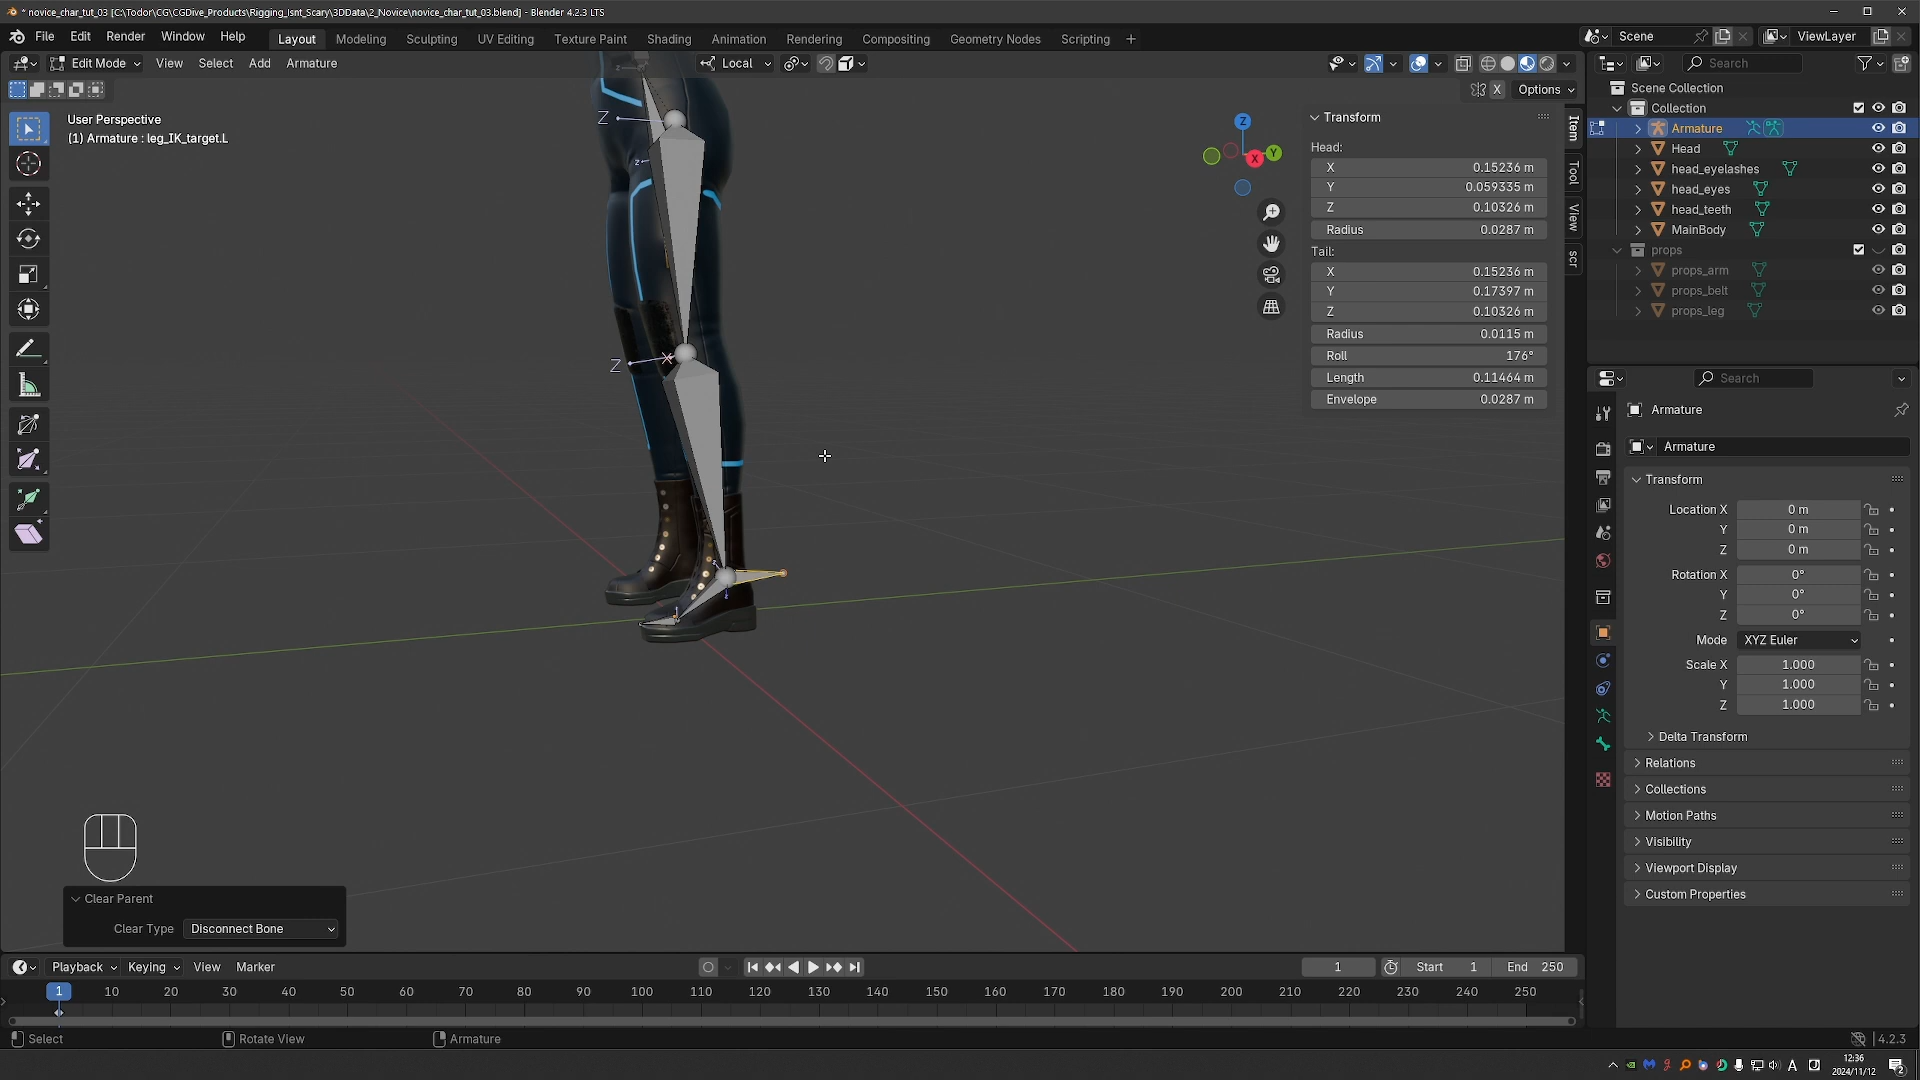 * novice_char_tut_03 [C:\Todor\CG\CGDive_Products\Rigging_Isnt_Scary\3DData\2_Novice\novice_char_tut_03.blend] - Blender 4.2.3 LTS
File Edit Render Window Help Layout Modeling Sculpting UV Editing Texture Paint Shading Animation Rendering Compositing Geometry Nodes Scripting + Scene ViewLayer
Edit Mode View Select Add Armature Local Search
X Options
User Perspective
(1) Armature : leg_IK_target.L
Z
Z
X
Y
Z
Item
Tool
View
scr
Transform
Head:
X 0.15236 m
Y 0.059335 m
Z 0.10326 m
Radius 0.0287 m
Tail:
X 0.15236 m
Y 0.17397 m
Z 0.10326 m
Radius 0.0115 m
Roll 176°
Length 0.11464 m
Envelope 0.0287 m
Scene Collection
Collection
Armature
Head
head_eyelashes
head_eyes
head_teeth
MainBody
props
props_arm
props_belt
props_leg
Search
Armature
Armature
Transform
Location X 0 m
Y 0 m
Z 0 m
Rotation X 0°
Y 0°
Z 0°
Mode XYZ Euler
Scale X 1.000
Y 1.000
Z 1.000
Delta Transform
Relations
Collections
Motion Paths
Visibility
Viewport Display
Custom Properties
Clear Parent
Clear Type Disconnect Bone
Playback Keying View Marker 1 Start 1 End 250
1 10 20 30 40 50 60 70 80 90 100 110 120 130 140 150 160 170 180 190 200 210 220 230 240 250
Select Rotate View Armature 4.2.3
A 12:36
2024/11/12 2